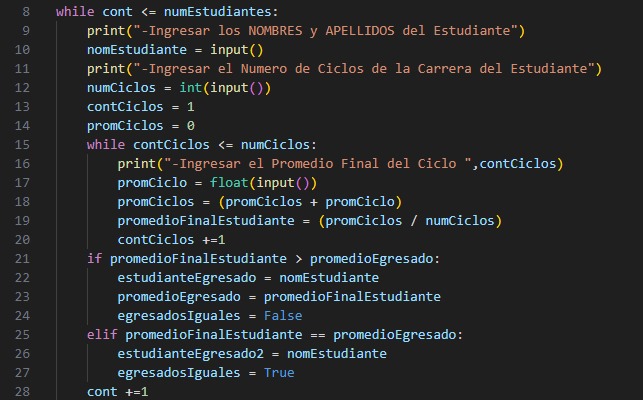 8 while cont <= numEstudiantes:
9 print("-Ingresar los NOMBRES y APELLIDOS del Estudiante")
10 nomEstudiante = input()
11 print("-Ingresar el Numero de Ciclos de la Carrera del Estudiante")
12 numCiclos = int(input())
13 contCiclos = 1
14 promCiclos = 0
15 while contCiclos <= numCiclos:
16 print("-Ingresar el Promedio Final del Ciclo ",contCiclos)
17 promCiclo = float(input())
18 promCiclos = (promCiclos + promCiclo)
19 promedioFinalEstudiante = (promCiclos / numCiclos)
20 contCiclos +=1
21 if promedioFinalEstudiante > promedioEgresado:
22 estudianteEgresado = nomEstudiante
23 promedioEgresado = promedioFinalEstudiante
24 egresadosIguales = False
25 elif promedioFinalEstudiante == promedioEgresado:
26 estudianteEgresado2 = nomEstudiante
27 egresadosIguales = True
28 cont +=1